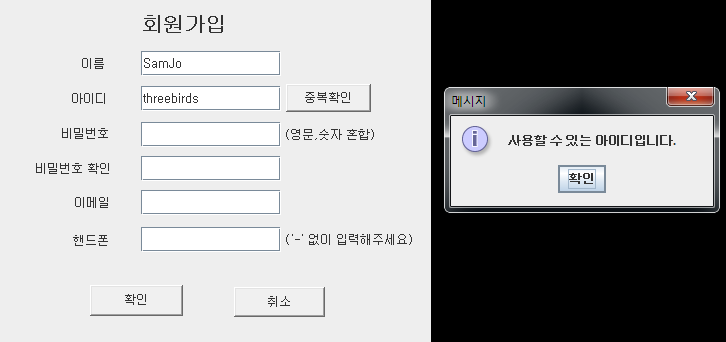 회원가입
이름 SamJo
아이디 threebirds 중복확인
비밀번호 (영문,숫자 혼합)
비밀번호 확인
이메일
핸드폰 ('-' 없이 입력해주세요)
확인 취소
메시지
사용할 수 있는 아이디입니다.
확인